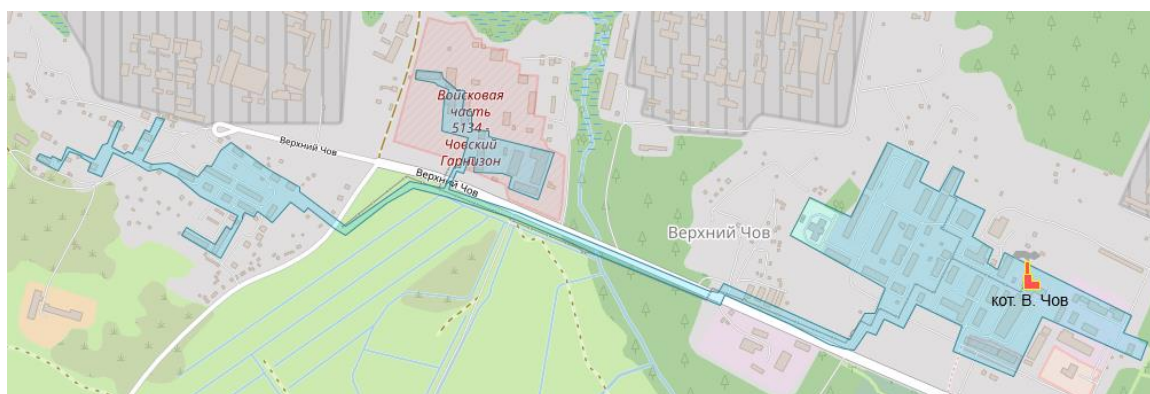 Войсковая
часть
5134 -
Човский
Гарнизон
Верхний Чов
Верхний Чов
Верхний Чов
кот. В. Чов